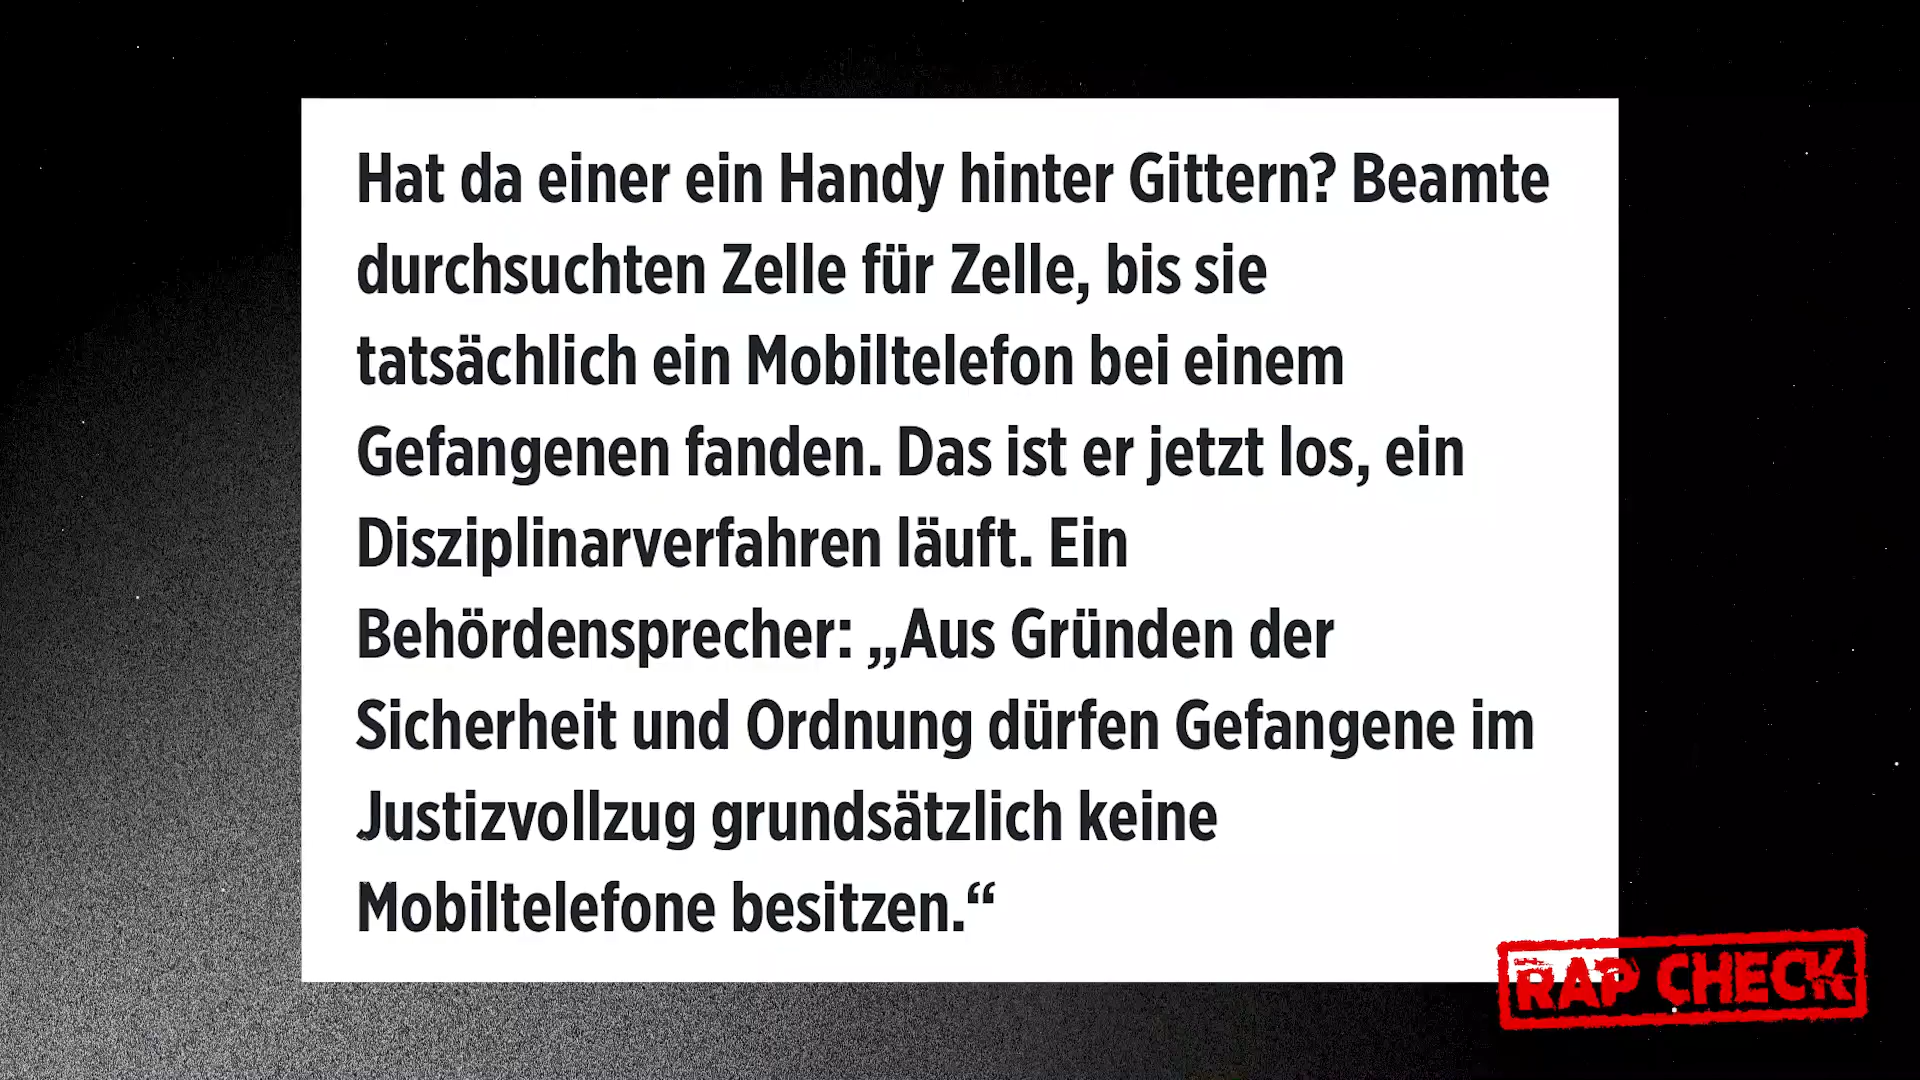 Hat da einer ein Handy hinter Gittern? Beamte
durchsuchten Zelle für Zelle, bis sie
tatsächlich ein Mobiltelefon bei einem
Gefangenen fanden. Das ist er jetzt los, ein
Disziplinarverfahren läuft. Ein
Behördensprecher: „Aus Gründen der
Sicherheit und Ordnung dürfen Gefangene im
Justizvollzug grundsätzlich keine
Mobiltelefone besitzen.“
RAP CHECK